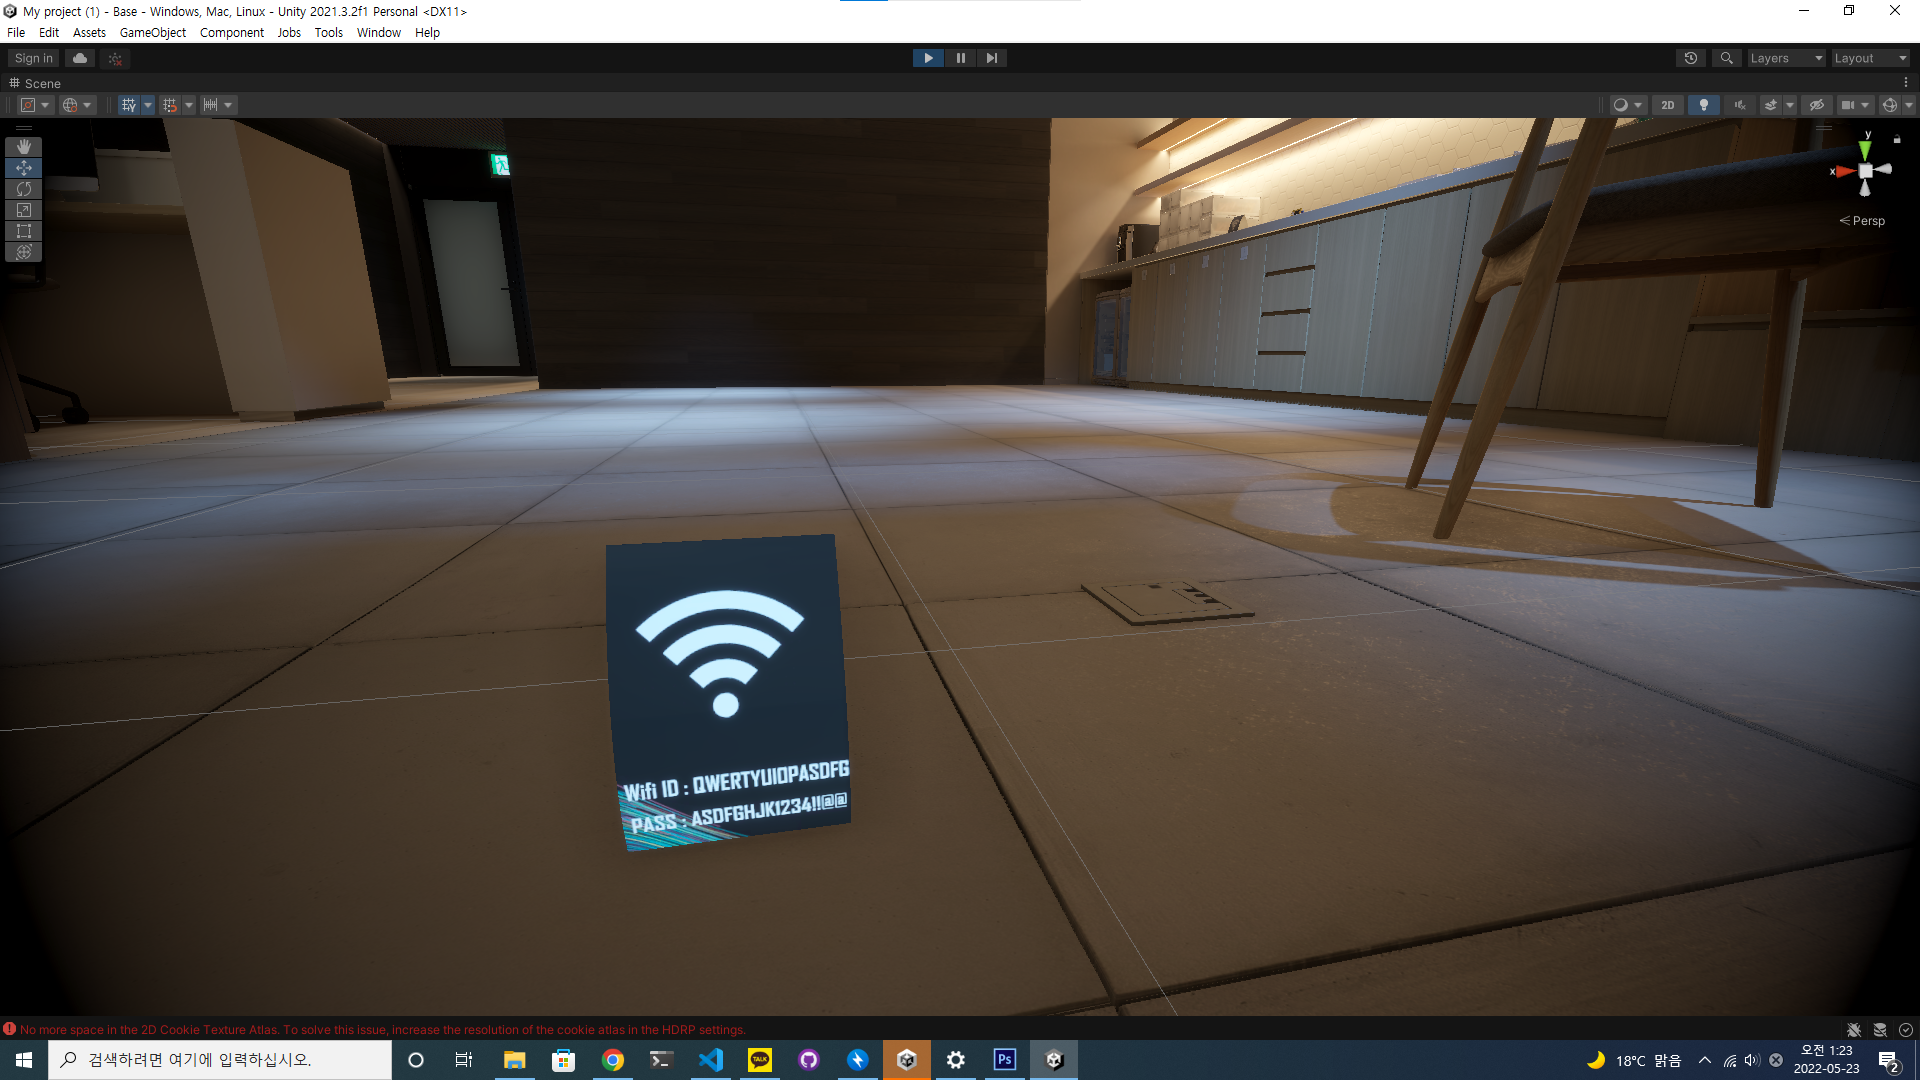 My project (1) - Base - Windows, Mac, Linux - Unity 2021.3.2f1 Personal <DX11>
File Edit Assets GameObject Component Jobs Tools Window Help
Sign in Layers Layout
Scene
2D
y
x
< Persp
Wifi ID : QWERTYUIOPASDFG
PASS : ASDFGHJK1234!!@@
No more space in the 2D Cookie Texture Atlas. To solve this issue, increase the resolution of the cookie atlas in the HDRP settings.
검색하려면 여기에 입력하십시오.
TALK
Ps
18°C 맑음
오전 1:23
2022-05-23
2